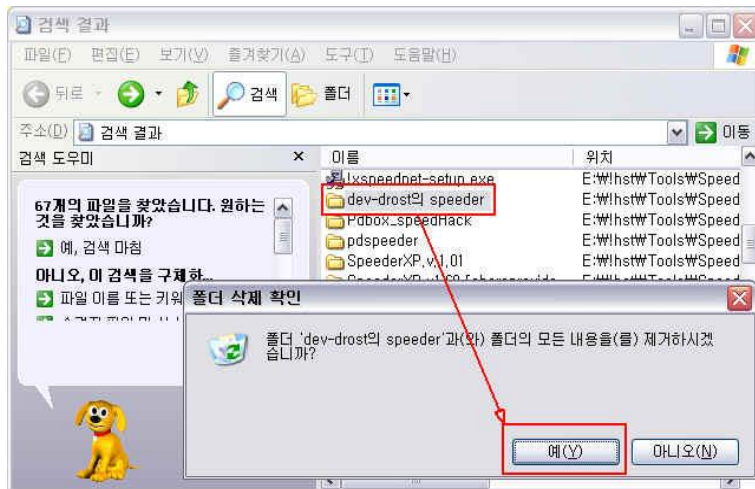 검색 결과
파일(F) 편집(E) 보기(V) 즐겨찾기(A) 도구(T) 도움말(H)
뒤로 검색 폴더
주소(D) 검색 결과 이동
검색 도우미 이름 위치
67개의 파일을 찾았습니다. 원하는
것을 찾았습니까?
예, 검색 마침
아니오, 이 검색을 구체화...
파일 이름 또는 키워
!xspeednet-setup.exe E:₩!hst₩Tools₩Speed
dev-drost의 speeder E:₩!hst₩Tools₩Speed
Pdbox_speedHack E:₩!hst₩Tools₩Speed
pdspeeder E:₩!hst₩Tools₩Speed
SpeederXP,v.1,01 E:₩!hst₩Tools₩Speed
폴더 삭제 확인
폴더 'dev-drost의 speeder'과(와) 폴더의 모든 내용을(를) 제거하시겠
습니까?
예(Y) 아니오(N)